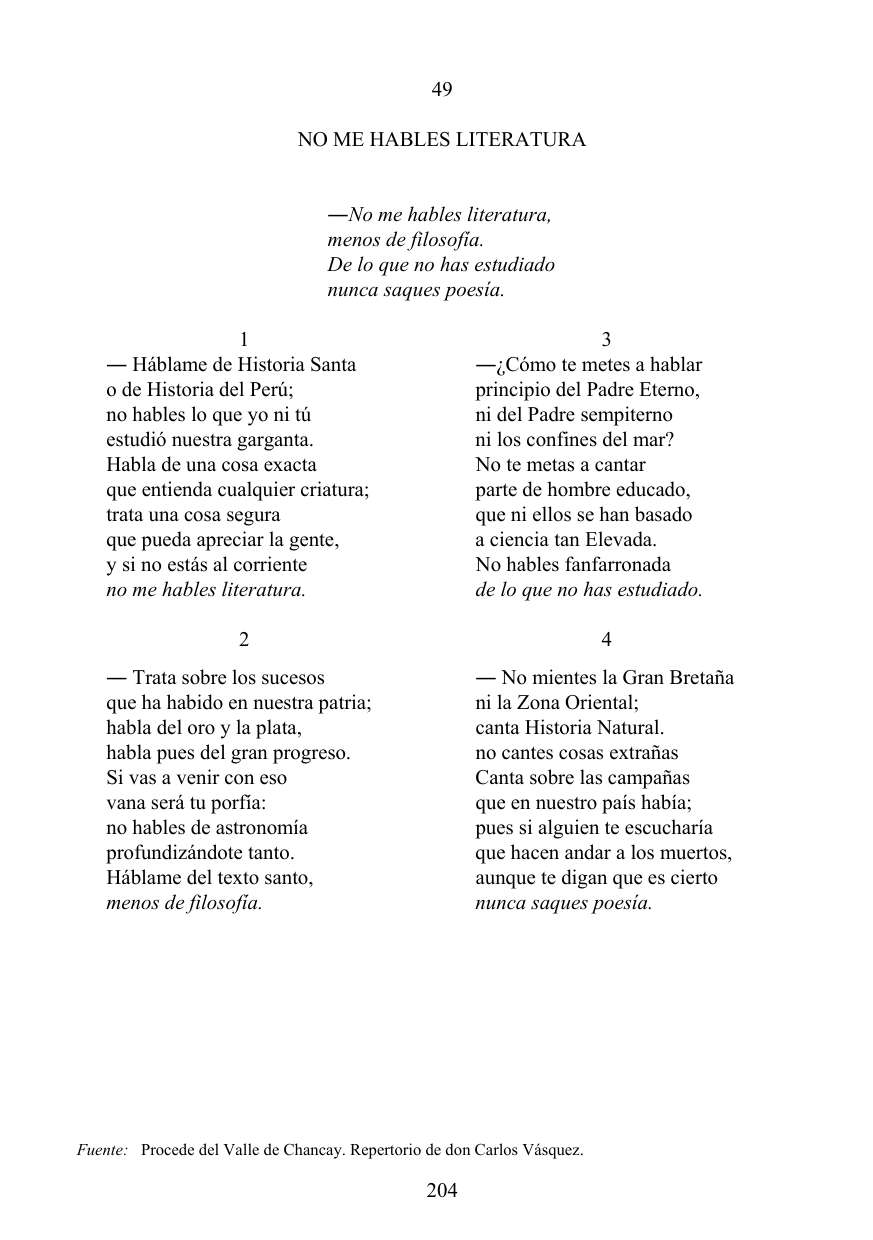 49
NO ME HABLES LITERATURA
—No me hables literatura,
menos de filosofía.
De lo que no has estudiado
nunca saques poesía.
1
— Háblame de Historia Santa
o de Historia del Perú;
no hables lo que yo ni tú
estudió nuestra garganta.
Habla de una cosa exacta
que entienda cualquier criatura;
trata una cosa segura
que pueda apreciar la gente,
y si no estás al corriente
no me hables literatura.
2
— Trata sobre los sucesos
que ha habido en nuestra patria;
habla del oro y la plata,
habla pues del gran progreso.
Si vas a venir con eso
vana será tu porfía:
no hables de astronomía
profundizándote tanto.
Háblame del texto santo,
menos de filosofía.
3
—¿Cómo te metes a hablar
principio del Padre Eterno,
ni del Padre sempiterno
ni los confines del mar?
No te metas a cantar
parte de hombre educado,
que ni ellos se han basado
a ciencia tan Elevada.
No hables fanfarronada
de lo que no has estudiado.
4
— No mientes la Gran Bretaña
ni la Zona Oriental;
canta Historia Natural.
no cantes cosas extrañas
Canta sobre las campañas
que en nuestro país había;
pues si alguien te escucharía
que hacen andar a los muertos,
aunque te digan que es cierto
nunca saques poesía.
Fuente: Procede del Valle de Chancay. Repertorio de don Carlos Vásquez.
204